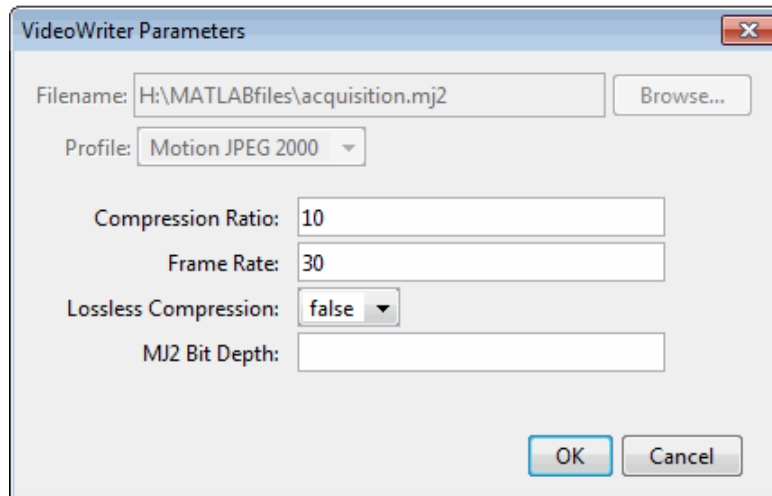 VideoWriter Parameters
Filename: H:\MATLABfiles\acquisition.mj2 Browse...
Profile: Motion JPEG 2000
Compression Ratio: 10
Frame Rate: 30
Lossless Compression: false
MJ2 Bit Depth:
OK Cancel